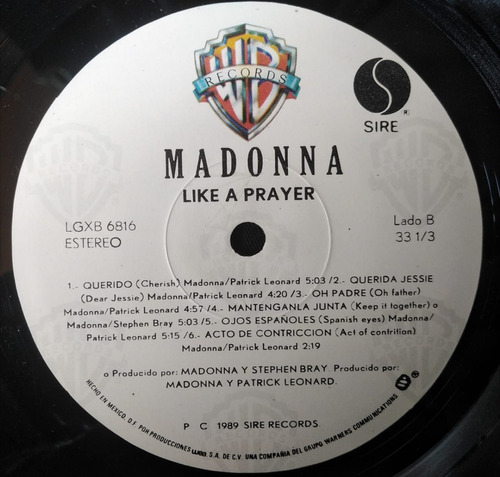 WB
RECORDS
S
®
SIRE
MADONNA
LIKE A PRAYER
LGXB 6816
ESTEREO
Lado B
33 1/3
1.- QUERIDO (Cherish) Madonna/Patrick Leonard 5:03 /2.- QUERIDA JESSIE
(Dear Jessie) Madonna/Patrick Leonard 4:20 /3.- OH PADRE (Oh father)
Madonna/Patrick Leonard 4:57 /4.- MANTENGANLA JUNTA (Keep it together) o
Madonna/Stephen Bray 5:03 /5.- OJOS ESPAÑOLES (Spanish eyes) Madonna/
Patrick Leonard 5:15 /6.- ACTO DE CONTRICCION (Act of contrition)
Madonna/Patrick Leonard 2:19
o Producido por: MADONNA Y STEPHEN BRAY. Producido por:
MADONNA Y PATRICK LEONARD.
P C 1989 SIRE RECORDS
HECHO EN MEXICO, D.F. POR PRODUCCIONES WEA S.A. DE C.V. UNA COMPAÑIA DEL GRUPO WARNERS COMMUNICATIONS ®